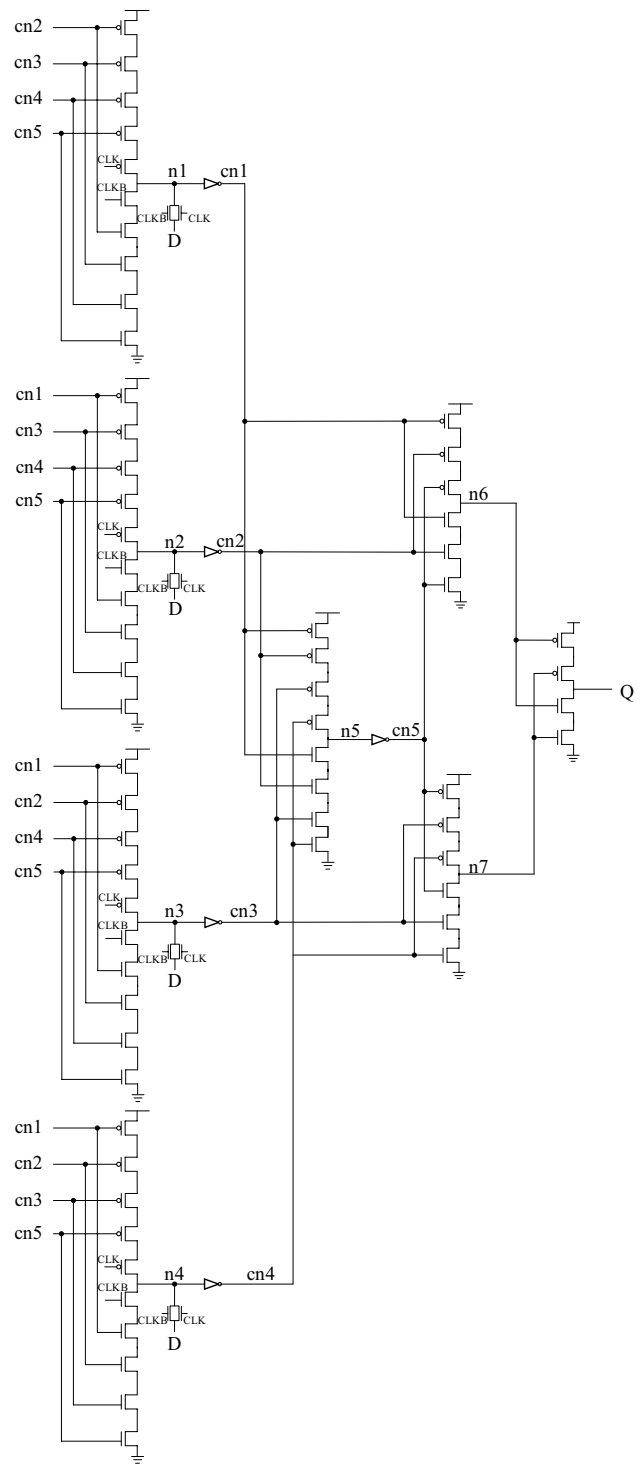 cn2
cn3
cn4
cn5
CLK
n1 cn1
CLKB
CLKB CLK
D
cn1
cn3
cn4
cn5
CLK
n2 cn2
CLKB
CLKB CLK
D
n6
Q
n5 cn5
n7
cn1
cn2
cn4
cn5
CLK
n3 cn3
CLKB
CLKB CLK
D
cn1
cn2
cn3
cn5
CLK
n4 cn4
CLKB
CLKB CLK
D